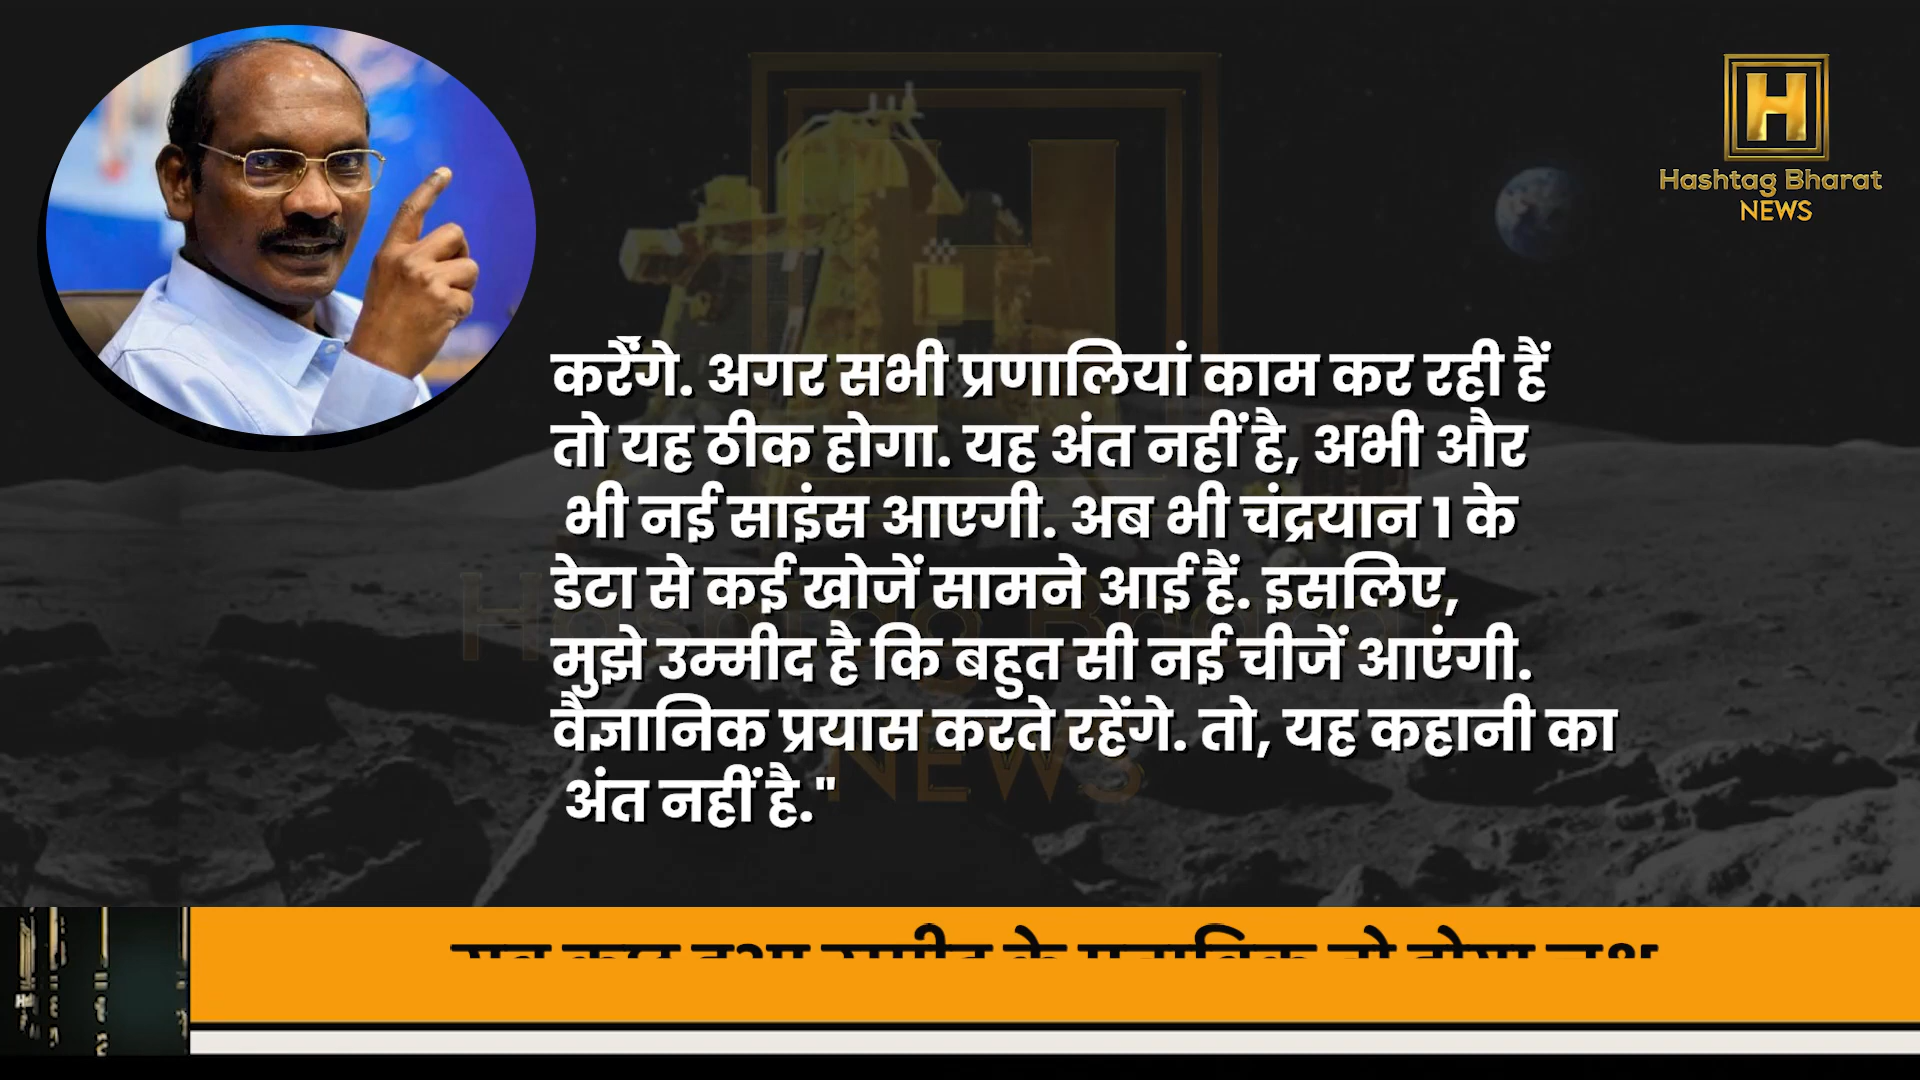 H
Hashtag Bharat
NEWS
करेँगे. अगर सभी प्रणालियां काम कर रही हैं
तो यह ठीक होगा. यह अंत नहीं है, अभी और
भी नई साइंस आएगी. अब भी चंद्रयान 1 के
डेटा से कई खोजें सामने आई हैं. इसलिए,
मुझे उम्मीद है कि बहुत सी नई चीजें आएंगी.
वैज्ञानिक प्रयास करते रहेंगे. तो, यह कहानी का
अंत नहीं है."